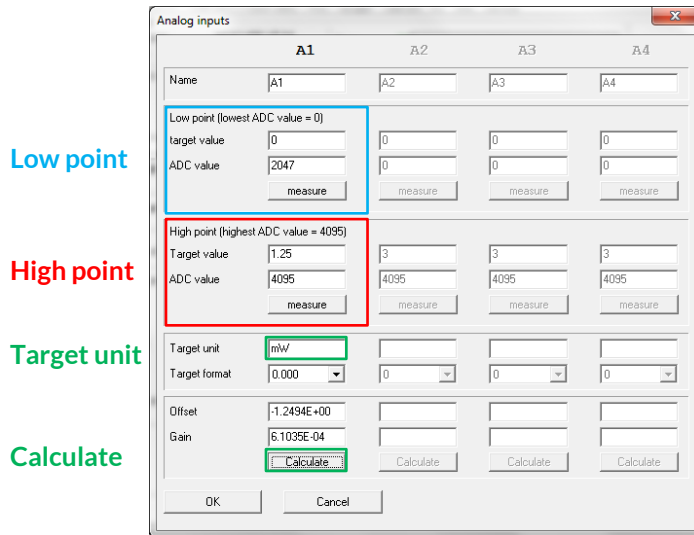 Analog inputs
A1 A2 A3 A4
Name A1 A2 A3 A4
Low point (lowest ADC value = 0)
target value 0 0 0 0
Low point
ADC value 2047 0 0 0
measure measure measure measure
High point (highest ADC value = 4095)
Target value 1.25 3 3 3
High point
ADC value 4095 4095 4095 4095
measure measure measure measure
Target unit
Target unit mW
Target format 0.000 0 0 0
Offset -1.2494E+00
Gain 6.1035E-04
Calculate
Calculate Calculate Calculate Calculate
OK Cancel